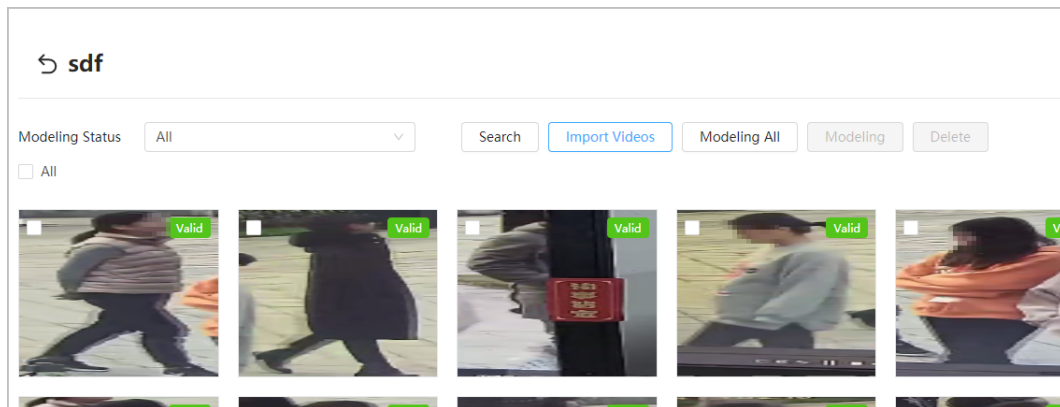 sdf
Modeling Status All Search Import Videos Modeling All Modeling Delete
All
Valid Valid Valid Valid